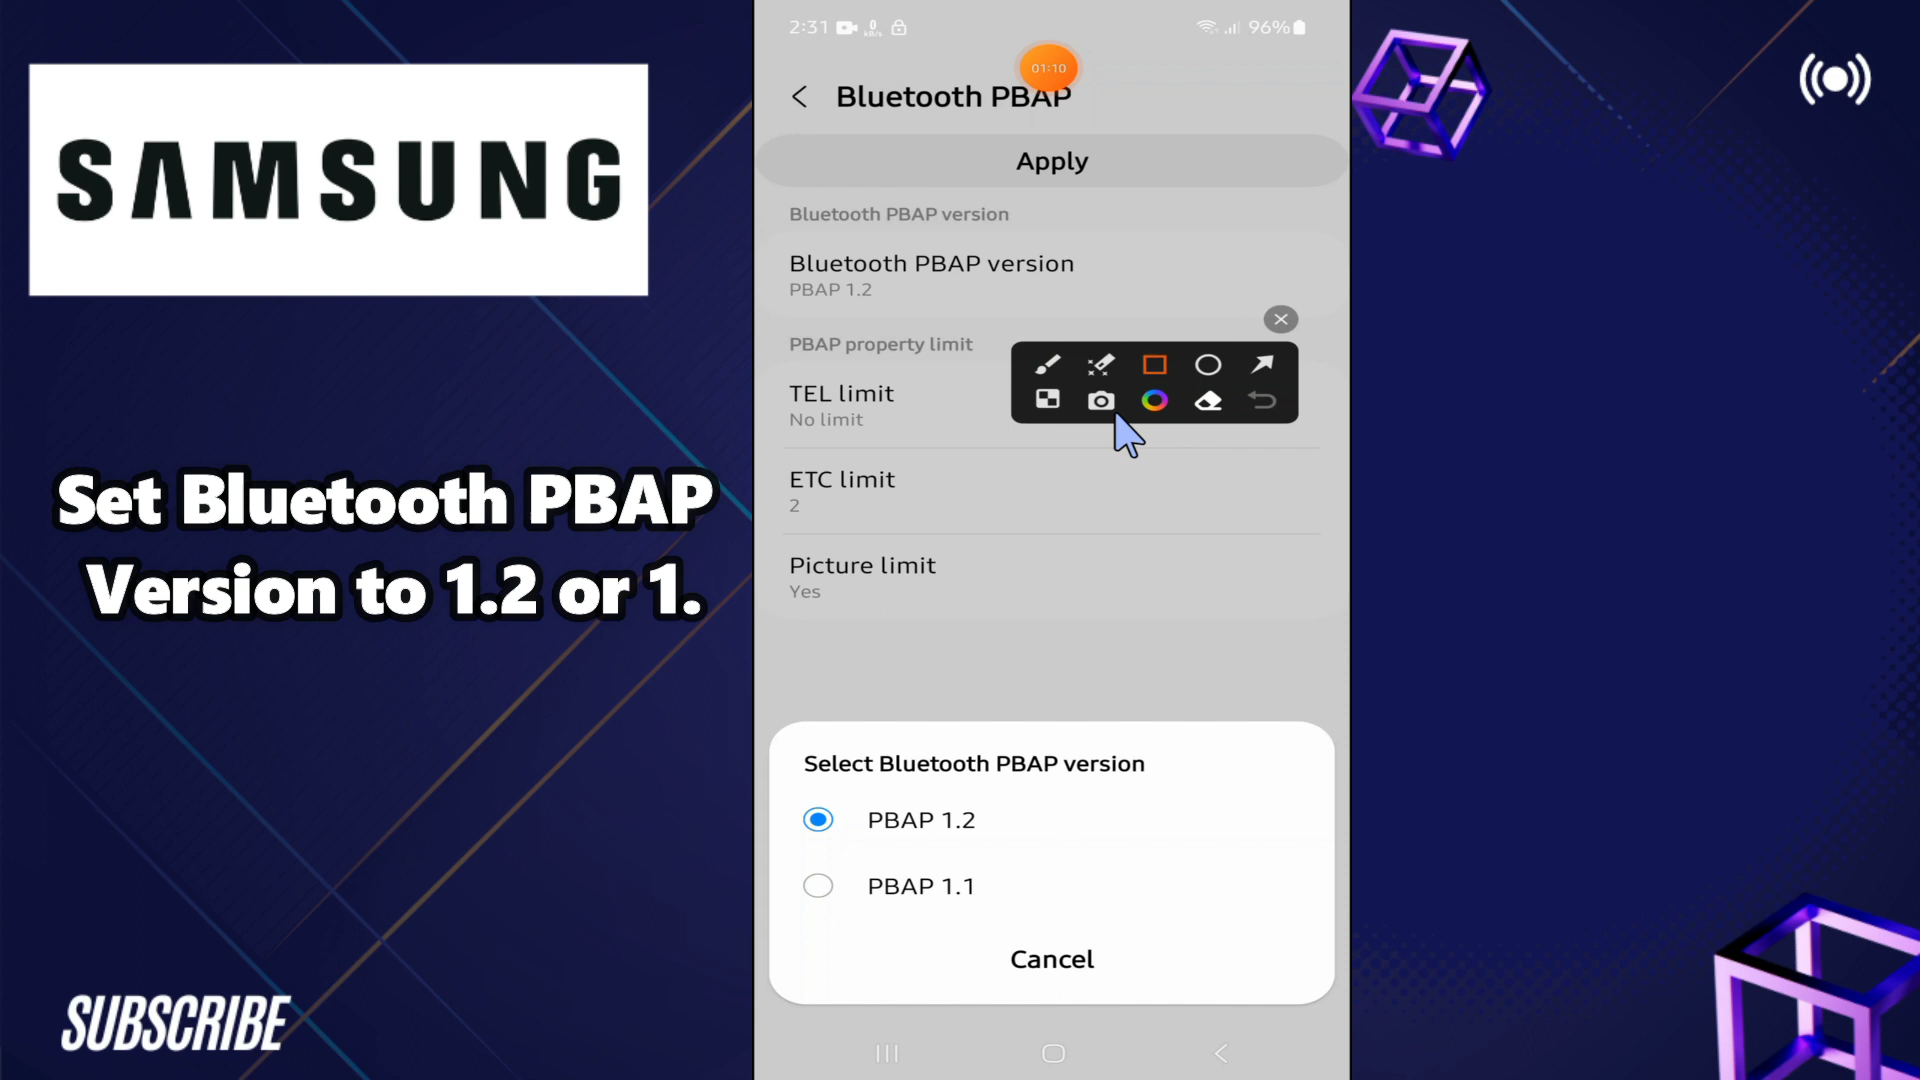 SAMSUNG
Set Bluetooth PBAP
Version to 1.2 or 1.
SUBSCRIBE
2:31
0
kB/s
96%
01:10
Bluetooth PBAP
Apply
Bluetooth PBAP version
Bluetooth PBAP version
PBAP 1.2
PBAP property limit
TEL limit
No limit
ETC limit
2
Picture limit
Yes
Select Bluetooth PBAP version
PBAP 1.2
PBAP 1.1
Cancel